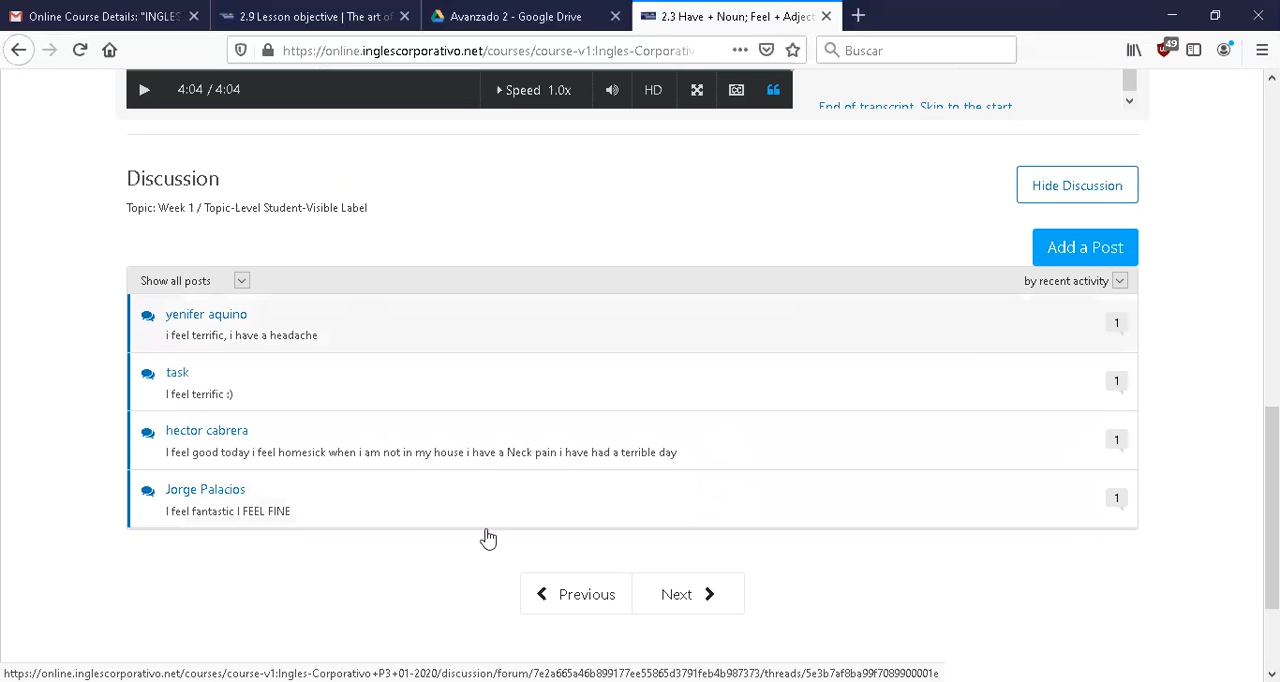 Online Course Details: "INGLES
2.9 Lesson objective | The art of
Avanzado 2 - Google Drive
2.3 Have + Noun; Feel + Adject
https://online.inglescorporativo.net/courses/course-v1:Ingles-Corporativ
Buscar
49
4:04 / 4:04
Speed 1.0x
HD
End of transcript. Skip to the start.
Discussion
Hide Discussion
Topic: Week 1 / Topic-Level Student-Visible Label
Add a Post
Show all posts
by recent activity
yenifer aquino
i feel terrific, i have a headache
1
task
I feel terrific :)
1
hector cabrera
I feel good today i feel homesick when i am not in my house i have a Neck pain i have had a terrible day
1
Jorge Palacios
I feel fantastic I FEEL FINE
1
Previous
Next
https://online.inglescorporativo.net/courses/course-v1:Ingles-Corporativo+P3+01-2020/discussion/forum/7e2a665a46b899177ee55865d3791feb4b987373/threads/5e3b7af8ba99f7089900001e